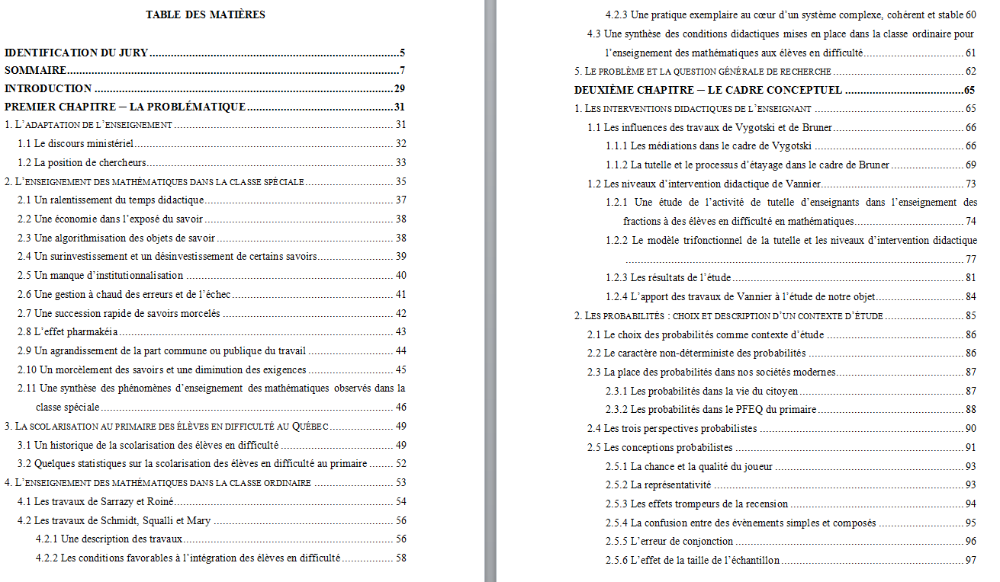 TABLE DES MATIÈRES
IDENTIFICATION DU JURY.....5
SOMMAIRE.....7
INTRODUCTION.....29
PREMIER CHAPITRE – LA PROBLÉMATIQUE.....31
1. L’ADAPTATION DE L’ENSEIGNEMENT.....31
1.1 Le discours ministériel.....32
1.2 La position de chercheurs.....33
2. L’ENSEIGNEMENT DES MATHÉMATIQUES DANS LA CLASSE SPÉCIALE.....35
2.1 Un ralentissement du temps didactique.....37
2.2 Une économie dans l’exposé du savoir.....38
2.3 Une algorithmisation des objets de savoir.....38
2.4 Un surinvestissement et un désinvestissement de certains savoirs.....39
2.5 Un manque d’institutionnalisation.....40
2.6 Une gestion à chaud des erreurs et de l’échec.....41
2.7 Une succession rapide de savoirs morcelés.....42
2.8 L’effet pharmakéia.....43
2.9 Un agrandissement de la part commune ou publique du travail.....44
2.10 Un morcèlement des savoirs et une diminution des exigences.....45
2.11 Une synthèse des phénomènes d’enseignement des mathématiques observés dans la
classe spéciale.....46
3. LA SCOLARISATION AU PRIMAIRE DES ÉLÈVES EN DIFFICULTÉ AU QUÉBEC.....49
3.1 Un historique de la scolarisation des élèves en difficulté.....49
3.2 Quelques statistiques sur la scolarisation des élèves en difficulté au primaire.....52
4. L’ENSEIGNEMENT DES MATHÉMATIQUES DANS LA CLASSE ORDINAIRE.....53
4.1 Les travaux de Sarrazy et Roiné.....54
4.2 Les travaux de Schmidt, Squalli et Mary.....56
4.2.1 Une description des travaux.....56
4.2.2 Les conditions favorables à l’intégration des élèves en difficulté.....58
4.2.3 Une pratique exemplaire au cœur d’un système complexe, cohérent et stable 60
4.3 Une synthèse des conditions didactiques mises en place dans la classe ordinaire pour
l’enseignement des mathématiques aux élèves en difficulté.....61
5. LE PROBLÈME ET LA QUESTION GÉNÉRALE DE RECHERCHE.....62
DEUXIÈME CHAPITRE – LE CADRE CONCEPTUEL.....65
1. LES INTERVENTIONS DIDACTIQUES DE L’ENSEIGNANT.....65
1.1 Les influences des travaux de Vygotski et de Bruner.....66
1.1.1 Les médiations dans le cadre de Vygotski.....66
1.1.2 La tutelle et le processus d’étayage dans le cadre de Bruner.....69
1.2 Les niveaux d’intervention didactique de Vannier.....73
1.2.1 Une étude de l’activité de tutelle d’enseignants dans l’enseignement des
fractions à des élèves en difficulté en mathématiques.....74
1.2.2 Le modèle trifonctionnel de la tutelle et les niveaux d’intervention didactique
.....77
1.2.3 Les résultats de l’étude.....81
1.2.4 L’apport des travaux de Vannier à l’étude de notre objet.....84
2. LES PROBABILITÉS : CHOIX ET DESCRIPTION D’UN CONTEXTE D’ÉTUDE.....85
2.1 Le choix des probabilités comme contexte d’étude.....86
2.2 Le caractère non-déterministe des probabilités.....86
2.3 La place des probabilités dans nos sociétés modernes.....87
2.3.1 Les probabilités dans la vie du citoyen.....87
2.3.2 Les probabilités dans le PFEQ du primaire.....88
2.4 Les trois perspectives probabilistes.....90
2.5 Les conceptions probabilistes.....91
2.5.1 La chance et la qualité du joueur.....93
2.5.2 La représentativité.....93
2.5.3 Les effets trompeurs de la recension.....94
2.5.4 La confusion entre des évènements simples et composés.....95
2.5.5 L’erreur de conjonction.....96
2.5.6 L’effet de la taille de l’échantillon.....97